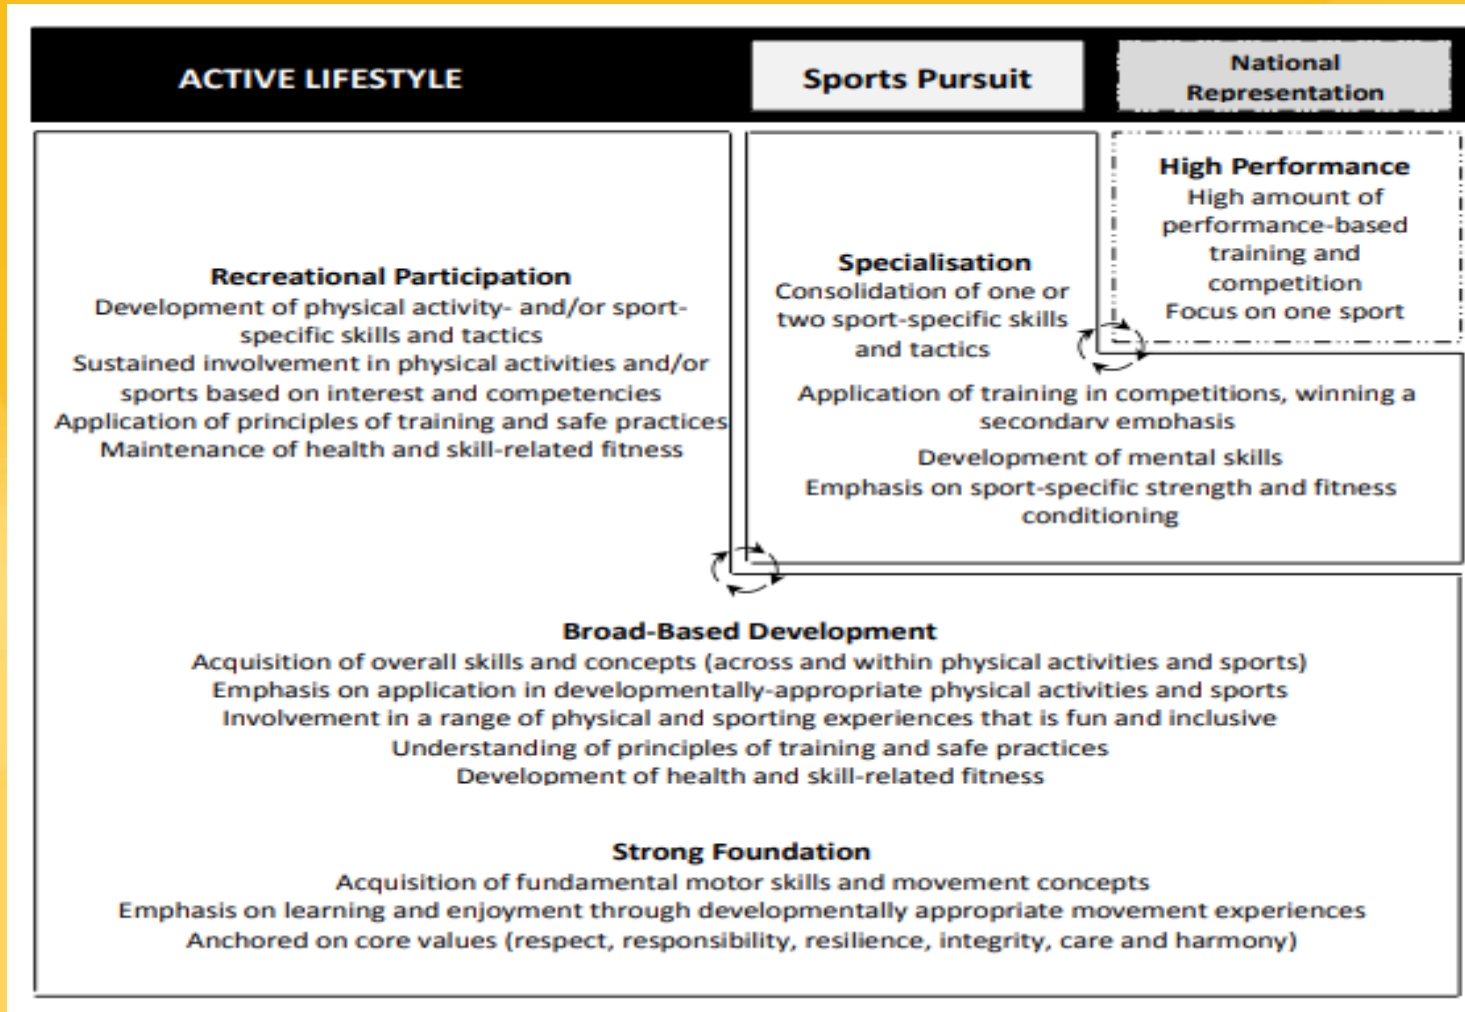 ACTIVE LIFESTYLE
Sports Pursuit
National
Representation
Recreational Participation
Development of physical activity- and/or sport-
specific skills and tactics
Sustained involvement in physical activities and/or
sports based on interest and competencies
Application of principles of training and safe practices
Maintenance of health and skill-related fitness
Specialisation
Consolidation of one or
two sport-specific skills
and tactics
Application of training in competitions, winning a
secondary emphasis
Development of mental skills
Emphasis on sport-specific strength and fitness
conditioning
High Performance
High amount of
performance-based
training and
competition
Focus on one sport
Broad-Based Development
Acquisition of overall skills and concepts (across and within physical activities and sports)
Emphasis on application in developmentally-appropriate physical activities and sports
Involvement in a range of physical and sporting experiences that is fun and inclusive
Understanding of principles of training and safe practices
Development of health and skill-related fitness
Strong Foundation
Acquisition of fundamental motor skills and movement concepts
Emphasis on learning and enjoyment through developmentally appropriate movement experiences
Anchored on core values (respect, responsibility, resilience, integrity, care and harmony)